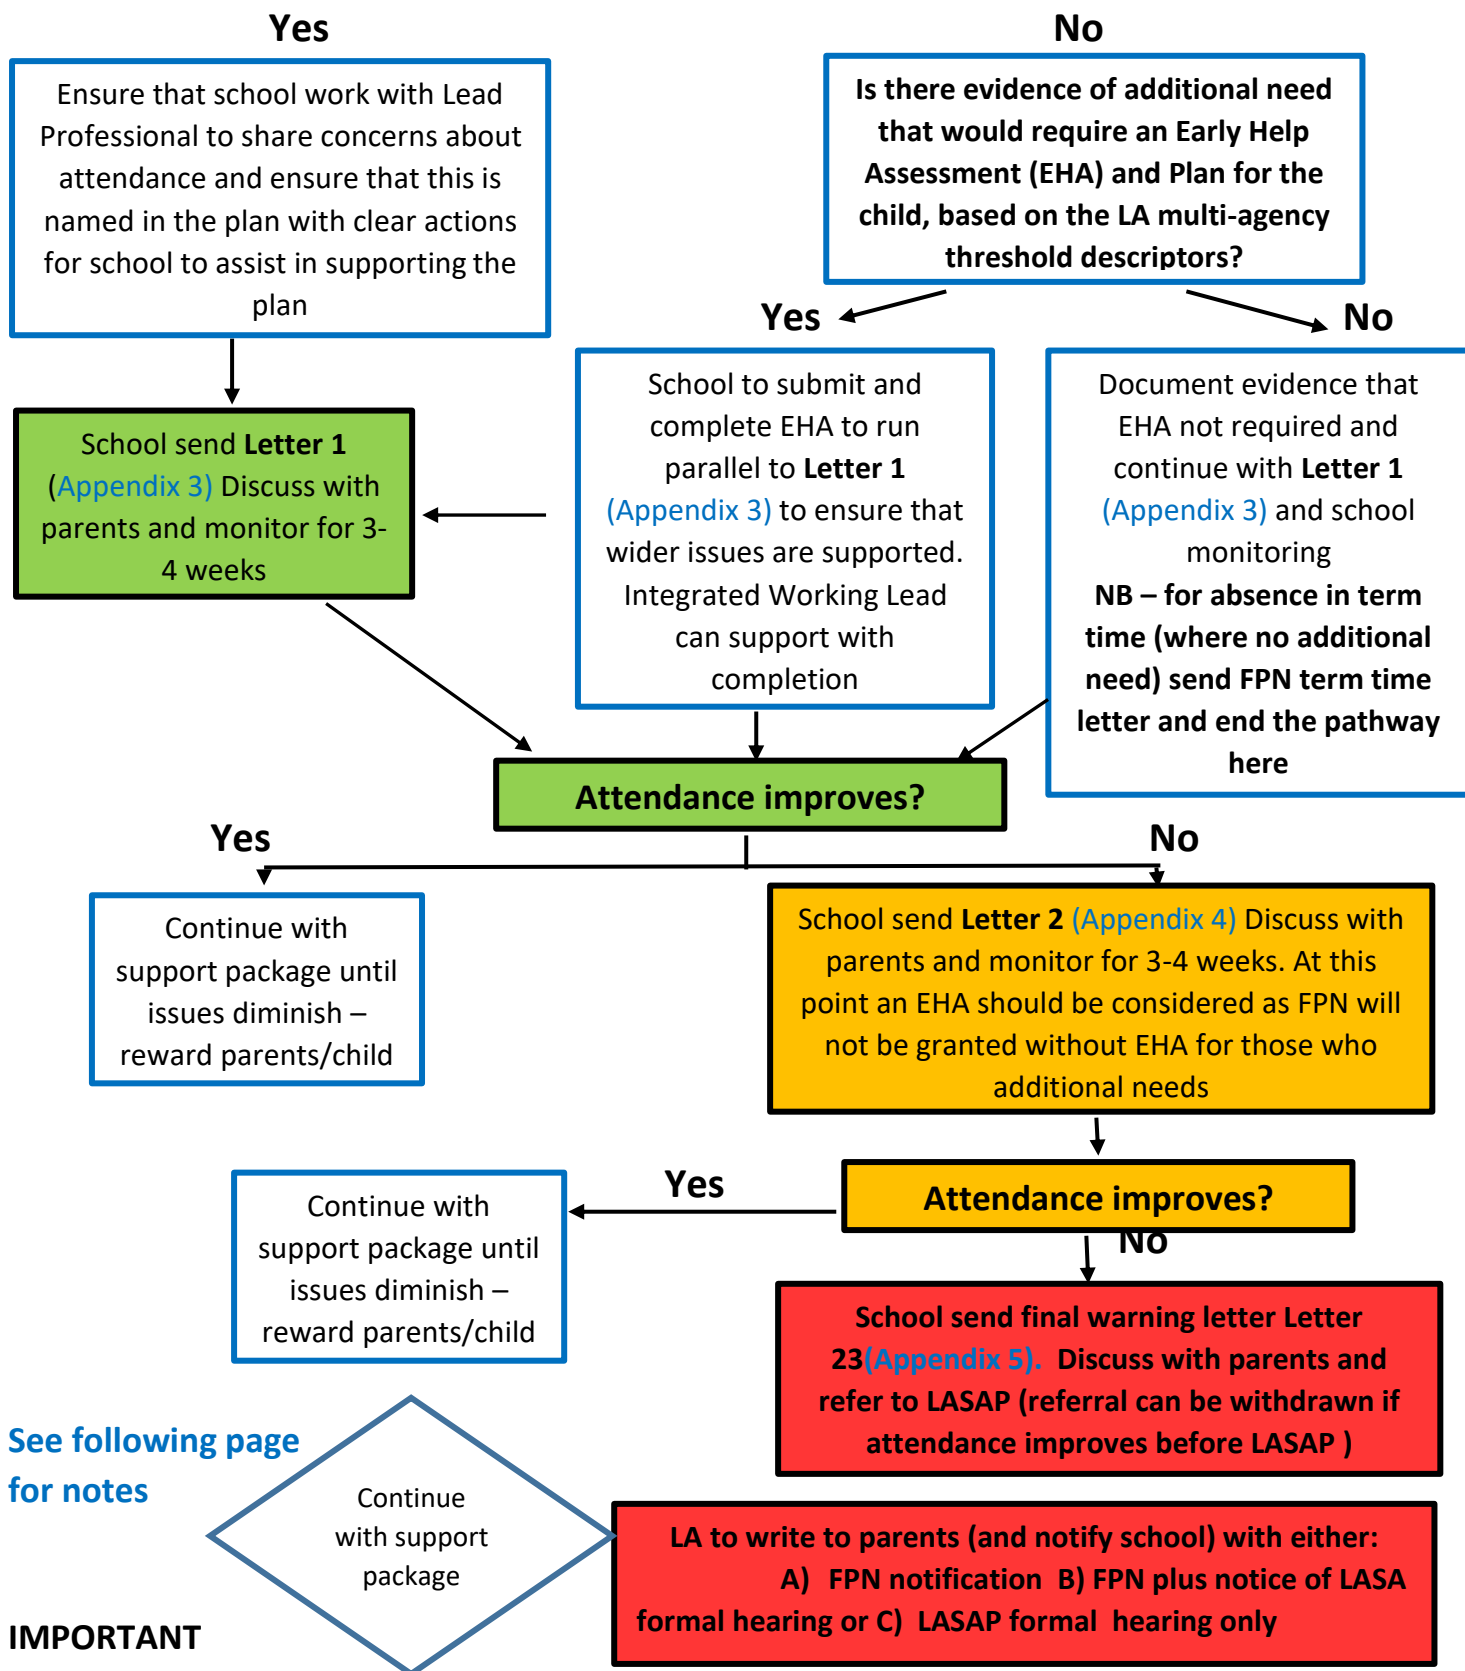 Yes
No
Ensure that school work with Lead
Professional to share concerns about
attendance and ensure that this is
named in the plan with clear actions
for school to assist in supporting the
plan
Is there evidence of additional need
that would require an Early Help
Assessment (EHA) and Plan for the
child, based on the LA multi-agency
threshold descriptors?
Yes
No
School send Letter 1
(Appendix 3) Discuss with
parents and monitor for 3-
4 weeks
School to submit and
complete EHA to run
parallel to Letter 1
(Appendix 3) to ensure that
wider issues are supported.
Integrated Working Lead
can support with
completion
Document evidence that
EHA not required and
continue with Letter 1
(Appendix 3) and school
monitoring
NB – for absence in term
time (where no additional
need) send FPN term time
letter and end the pathway
here
Attendance improves?
Yes
No
Continue with
support package until
issues diminish –
reward parents/child
School send Letter 2 (Appendix 4) Discuss with
parents and monitor for 3-4 weeks. At this
point an EHA should be considered as FPN will
not be granted without EHA for those who
additional needs
Yes
Attendance improves?
No
Continue with
support package until
issues diminish –
reward parents/child
School send final warning letter Letter
23(Appendix 5). Discuss with parents and
refer to LASAP (referral can be withdrawn if
attendance improves before LASAP )
See following page
for notes
Continue
with support
package
LA to write to parents (and notify school) with either:
A) FPN notification B) FPN plus notice of LASA
formal hearing or C) LASAP formal hearing only
IMPORTANT